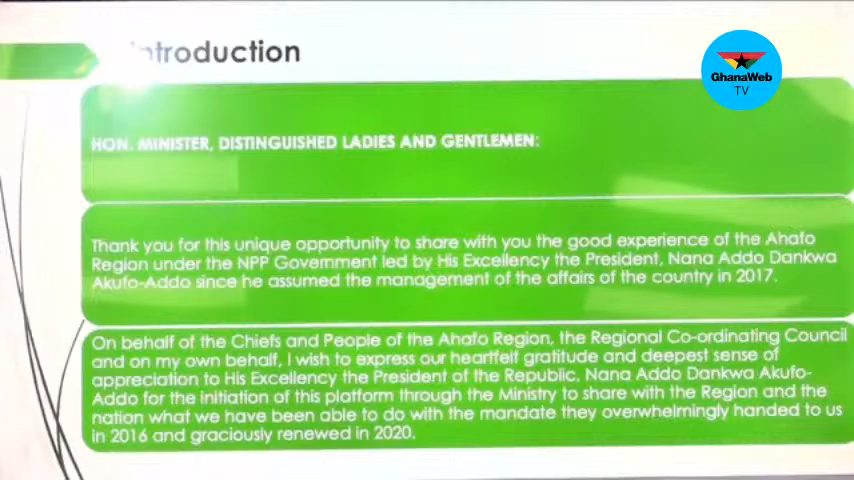 Introduction
GhanaWeb
TV
HON. MINISTER, DISTINGUISHED LADIES AND GENTLEMEN:
Thank you for this unique opportunity to share with you the good experience of the Ahafo
Region under the NPP Government led by His Excellency the President, Nana Addo Dankwa
Akufo-Addo since he assumed the management of the affairs of the country in 2017.
On behalf of the Chiefs and People of the Ahafo Region, the Regional Co-ordinating Council
and on my own behalf, I wish to express our heartfelt gratitude and deepest sense of
appreciation to His Excellency the President of the Republic, Nana Addo Dankwa Akufo-
Addo for the initiation of this platform through the Ministry to share with the Region and the
nation what we have been able to do with the mandate they overwhelmingly handed to us
in 2016 and graciously renewed in 2020.